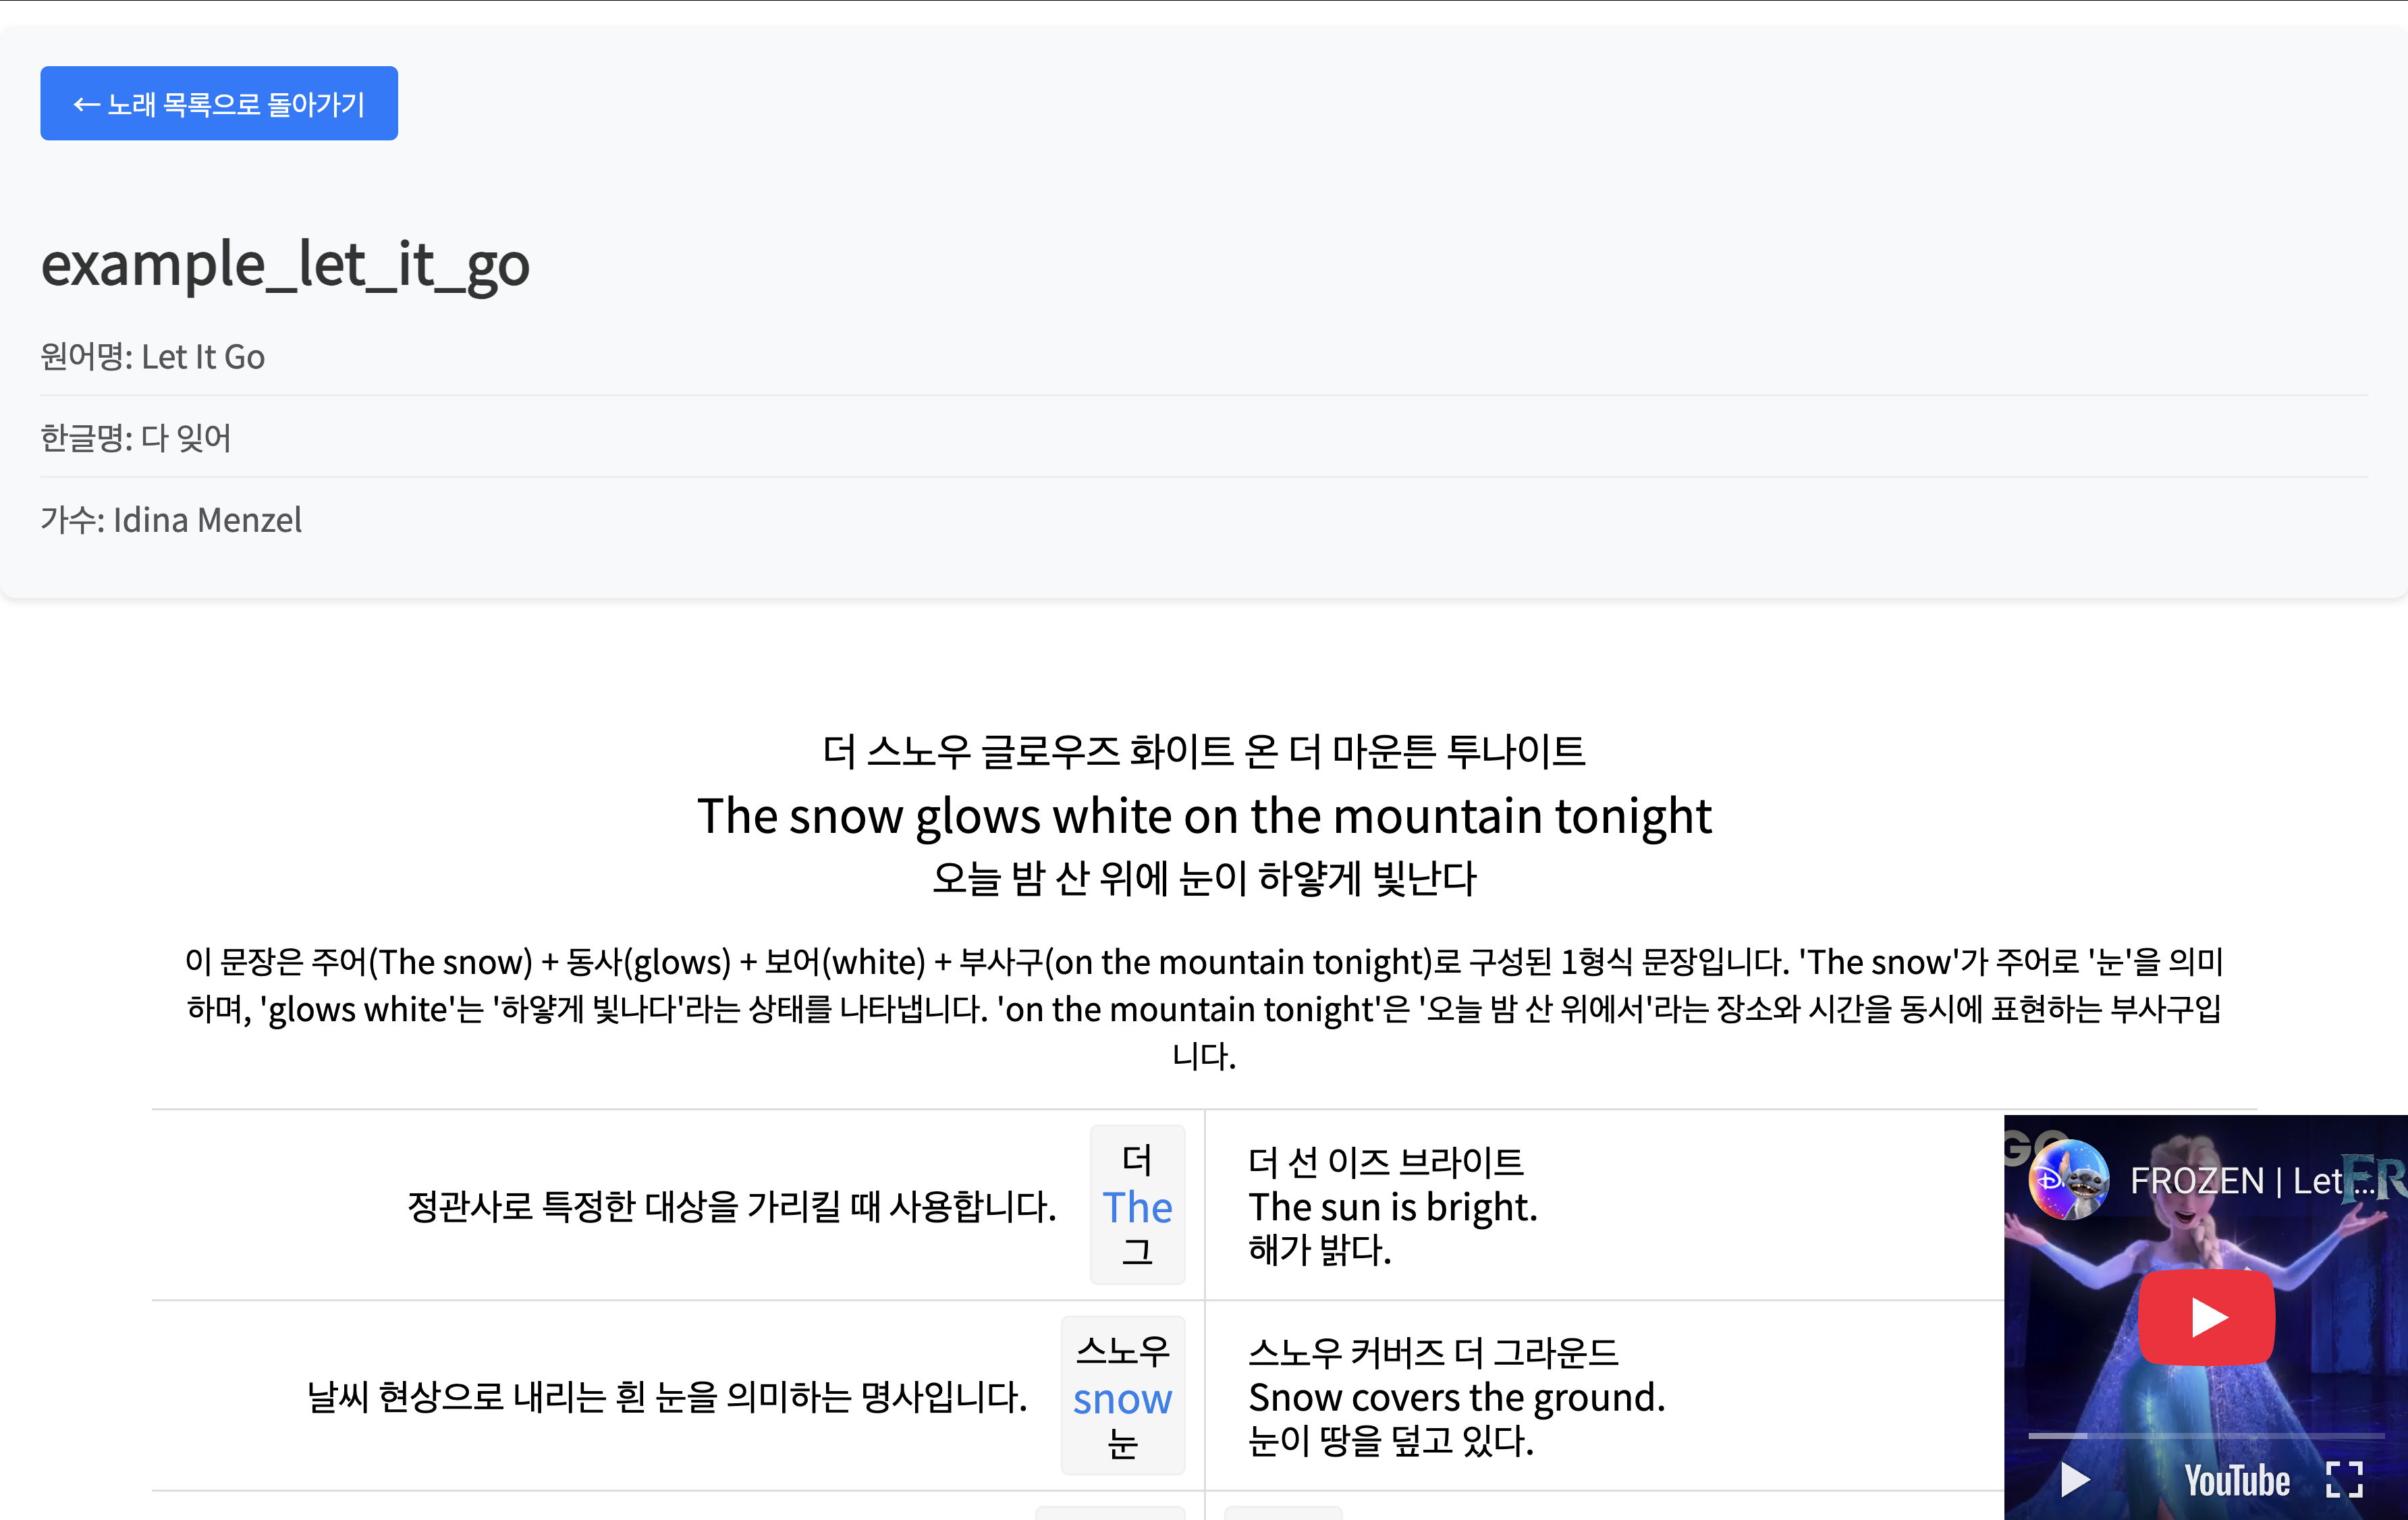 ← 노래 목록으로 돌아가기
example_let_it_go
원어명: Let It Go
한글명: 다 잊어
가수: Idina Menzel
더 스노우 글로우즈 화이트 온 더 마운튼 투나이트
The snow glows white on the mountain tonight
오늘 밤 산 위에 눈이 하얗게 빛난다
이 문장은 주어(The snow) + 동사(glows) + 보어(white) + 부사구(on the mountain tonight)로 구성된 1형식 문장입니다. 'The snow'가 주어로 '눈'을 의미
하며, 'glows white'는 '하얗게 빛나다'라는 상태를 나타냅니다. 'on the mountain tonight'은 '오늘 밤 산 위에서'라는 장소와 시간을 동시에 표현하는 부사구입
니다.
정관사로 특정한 대상을 가리킬 때 사용합니다.
더
The
그
더 선 이즈 브라이트
The sun is bright.
해가 밝다.
날씨 현상으로 내리는 흰 눈을 의미하는 명사입니다.
스노우
snow
눈
스노우 커버즈 더 그라운드
Snow covers the ground.
눈이 땅을 덮고 있다.
GO
FROZEN | Let ...
FR
YouTube